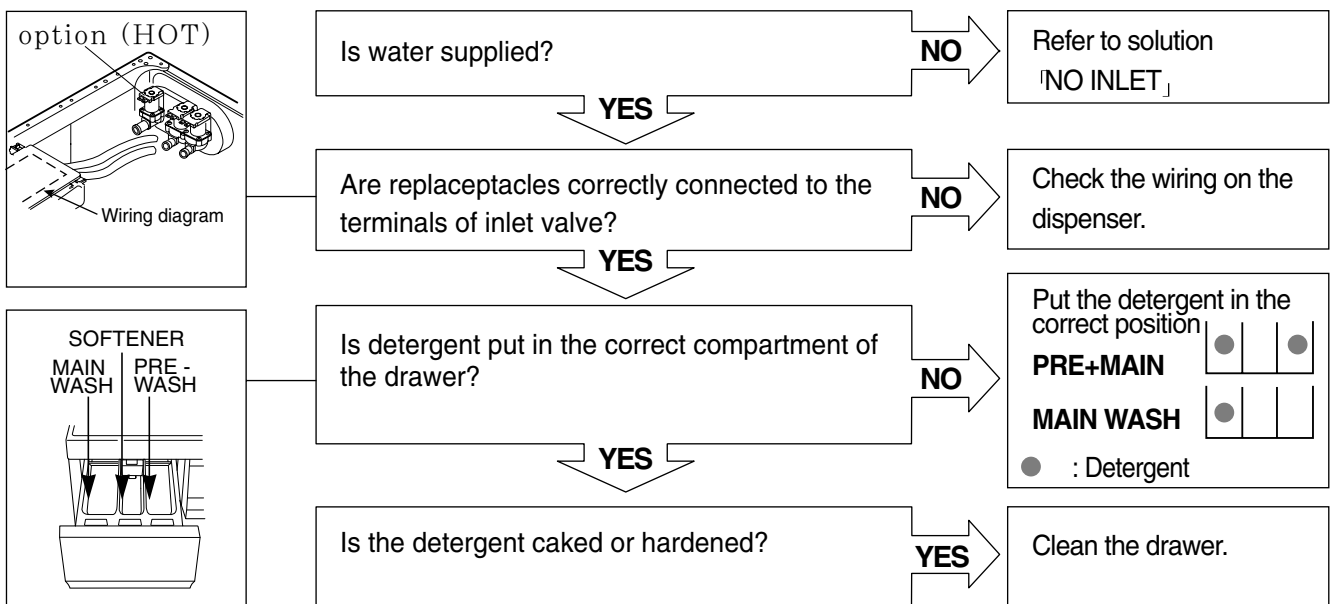 option (HOT)
Wiring diagram
Is water supplied?
NO
Refer to solution
「NO INLET」
YES
Are replaceptacles correctly connected to the
terminals of inlet valve?
NO
Check the wiring on the
dispenser.
YES
SOFTENER
MAIN
WASH
PRE -
WASH
Is detergent put in the correct compartment of
the drawer?
NO
Put the detergent in the
correct position
PRE+MAIN
MAIN WASH
: Detergent
YES
Is the detergent caked or hardened?
YES
Clean the drawer.